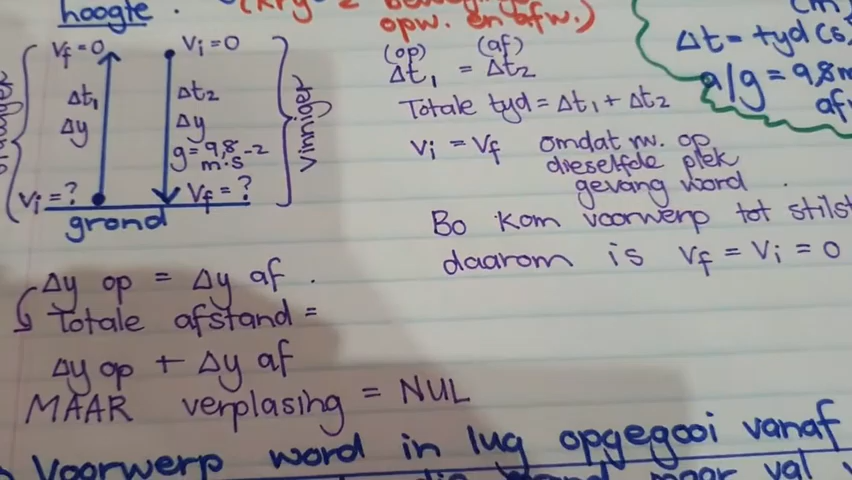 hoogte.
opw. en afw.)
Vf=0
Vi=0
Δt1
Δt2
Δy
Δy
g=9,8 m·s-2
Vi=?
Vf=?
grond
vinniger
(op) (af)
Δt1 = Δt2
Totale tyd = Δt1 + Δt2
Vi = Vf omdat vw. op
dieselfde plek
gevang word.
Bo kom voorwerp tot
daarom is Vf = Vi = 0
Δt = tyd (s
a/g = 9,8
Δy op = Δy af.
Totale afstand =
Δy op + Δy af
MAAR verplasing = NUL
Voorwerp word in lug opgegooi vanaf